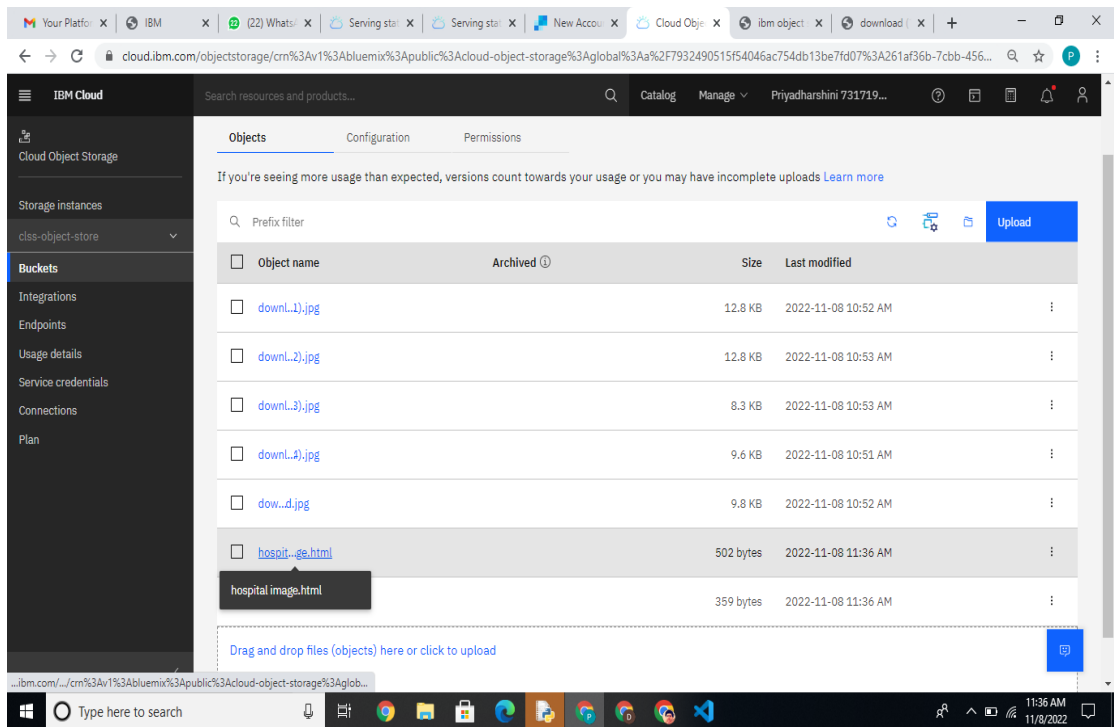 Your Platfor
IBM
(22) WhatsA
Serving stat
Serving stat
New Accou
Cloud Obje
ibm object
download (
cloud.ibm.com/objectstorage/crn%3Av1%3Abluemix%3Apublic%3Acloud-object-storage%3Aglobal%3Aa%2F7932490515f54046ac754db13be7fd07%3A261af36b-7cbb-456...
P
IBM Cloud
Search resources and products...
Catalog
Manage
Priyadharshini 731719...
Cloud Object Storage
Storage instances
clss-object-store
Buckets
Integrations
Endpoints
Usage details
Service credentials
Connections
Plan
Objects
Configuration
Permissions
If you're seeing more usage than expected, versions count towards your usage or you may have incomplete uploads Learn more
Prefix filter
Upload
Object name Archived Size Last modified
downl...1).jpg 12.8 KB 2022-11-08 10:52 AM
downl...2).jpg 12.8 KB 2022-11-08 10:53 AM
downl...3).jpg 8.3 KB 2022-11-08 10:53 AM
downl...4).jpg 9.6 KB 2022-11-08 10:51 AM
dow...d.jpg 9.8 KB 2022-11-08 10:52 AM
hospit...ge.html 502 bytes 2022-11-08 11:36 AM
hospital image.html
359 bytes 2022-11-08 11:36 AM
Drag and drop files (objects) here or click to upload
...ibm.com/.../crn%3Av1%3Abluemix%3Apublic%3Acloud-object-storage%3Aglob...
Type here to search
11:36 AM
11/8/2022